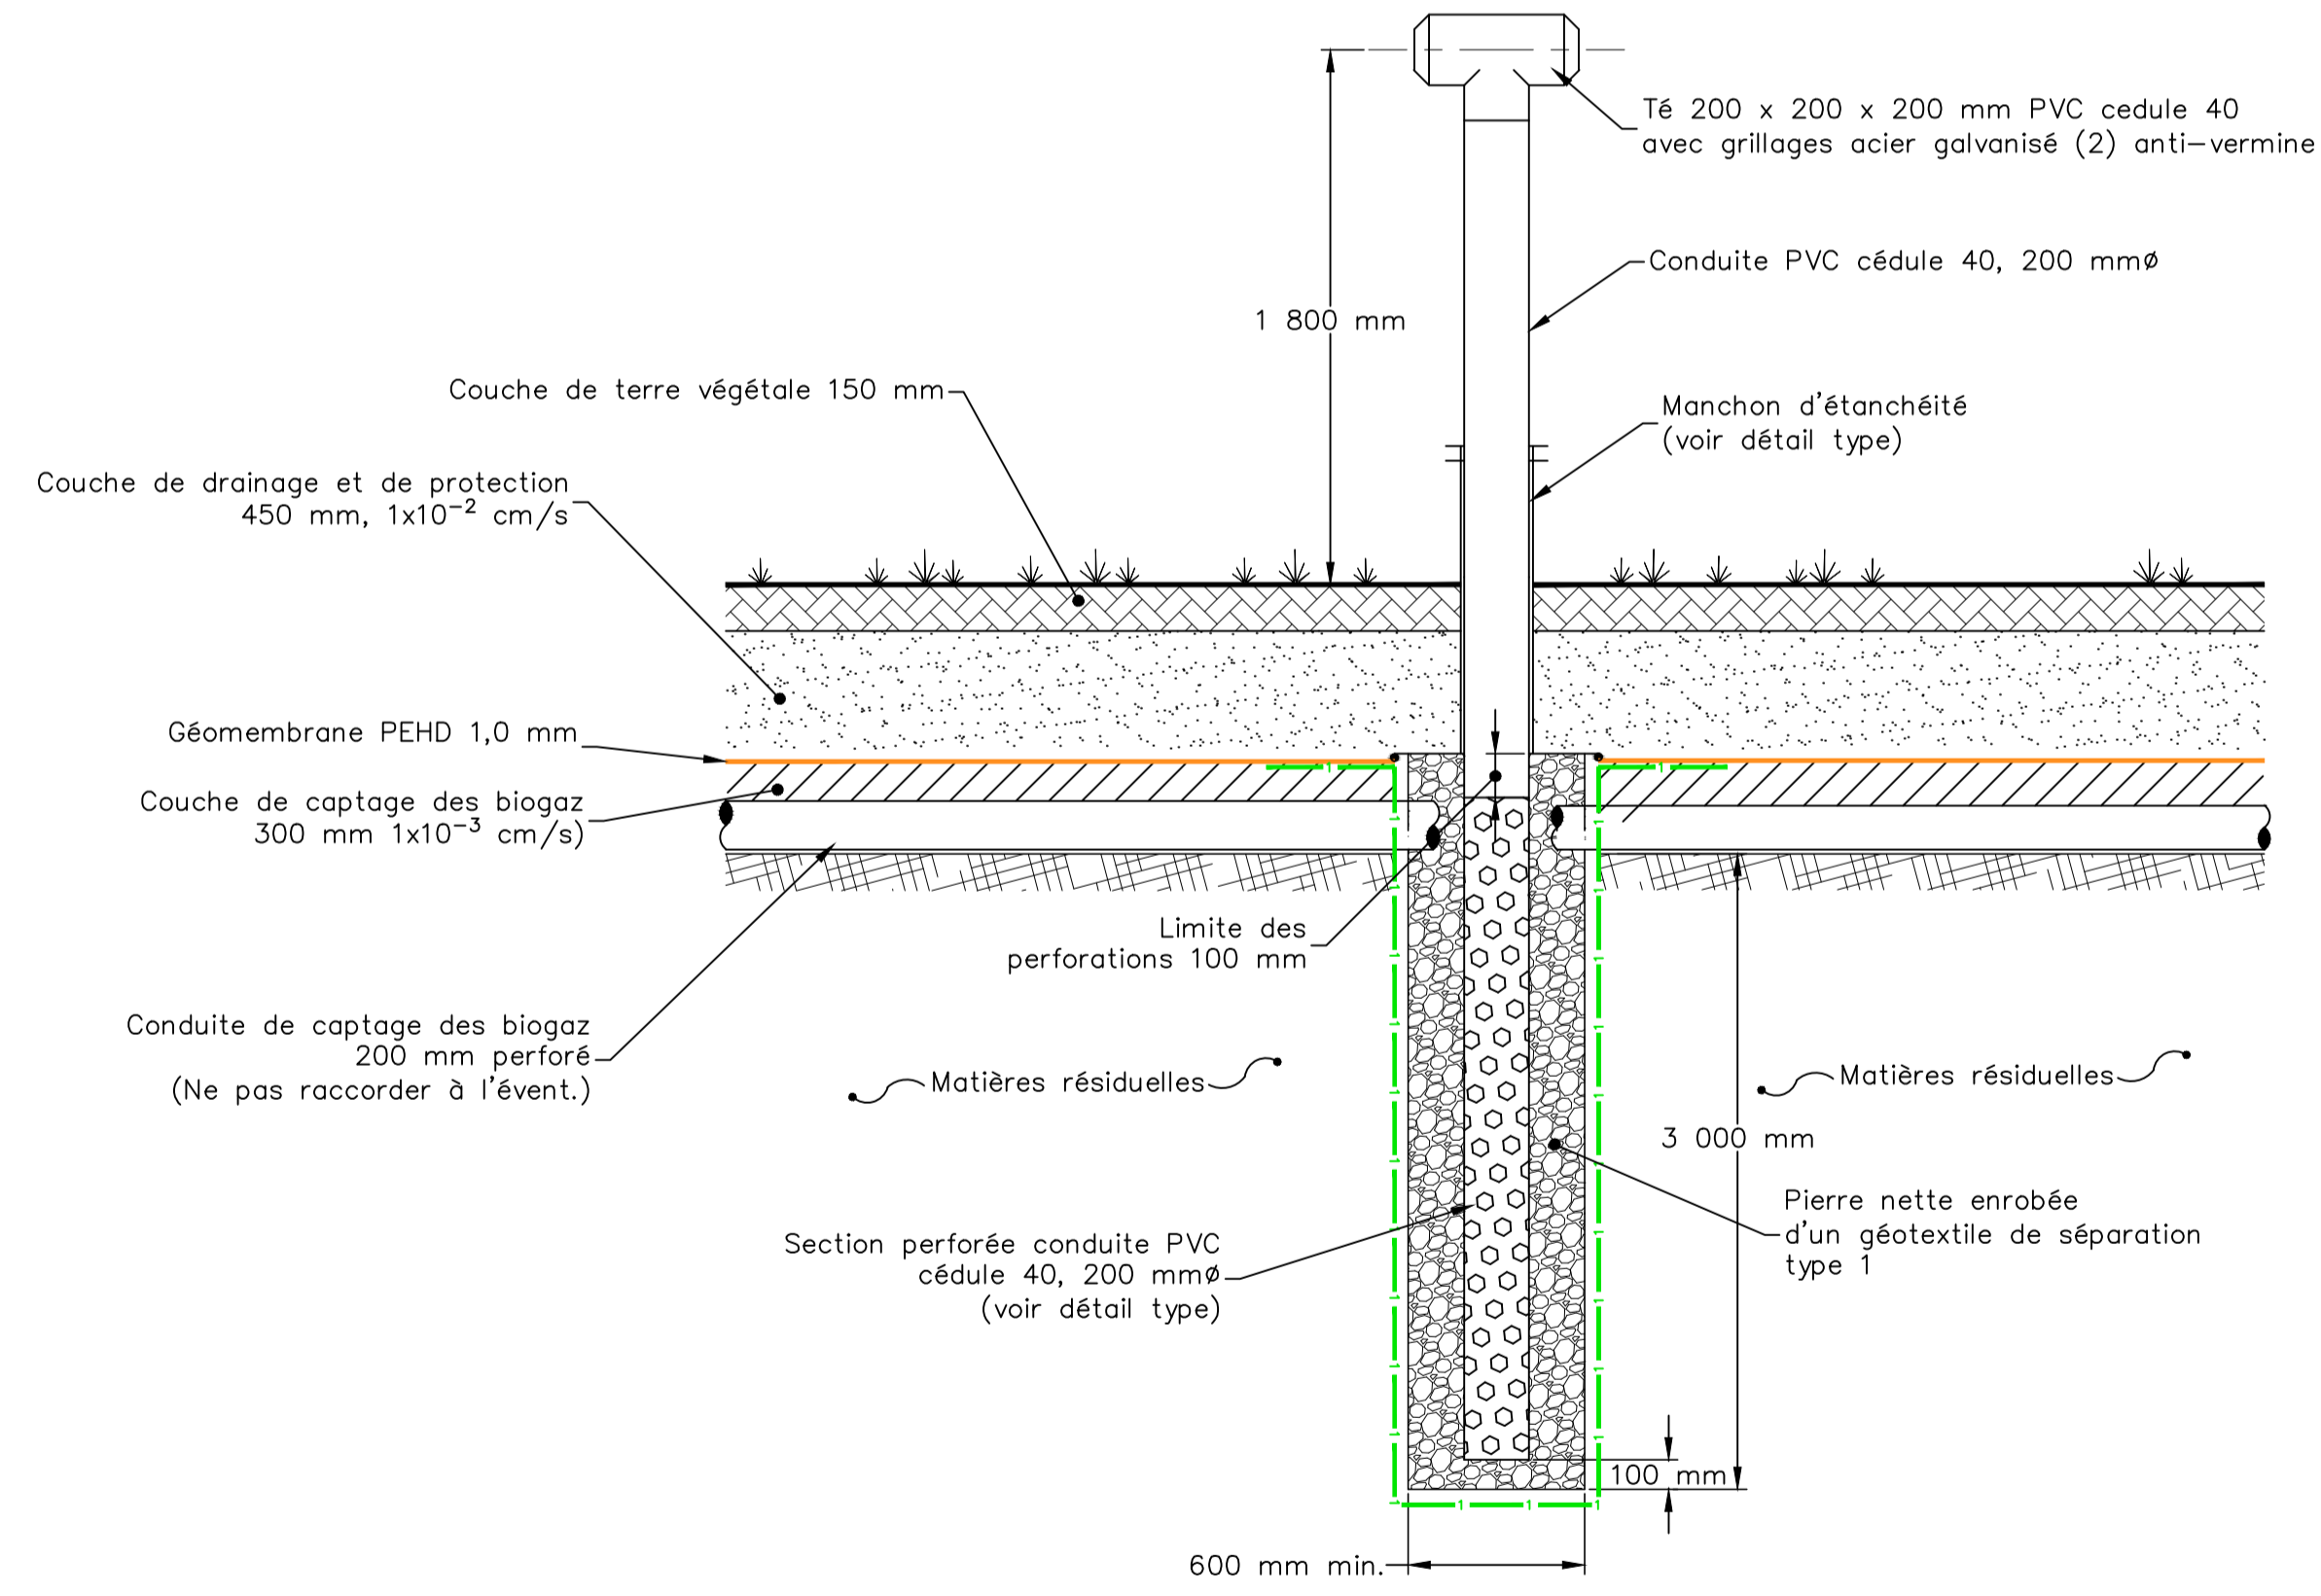 Té 200 x 200 x 200 mm PVC cedule 40
avec grillages acier galvanisé (2) anti-vermine
Conduite PVC cédule 40, 200 mmø
1 800 mm
Couche de terre végétale 150 mm
Manchon d'étanchéité
(voir détail type)
Couche de drainage et de protection
450 mm, 1x10⁻² cm/s
Géomembrane PEHD 1,0 mm
Couche de captage des biogaz
300 mm 1x10⁻³ cm/s)
Limite des
perforations 100 mm
Conduite de captage des biogaz
200 mm perforé
(Ne pas raccorder à l'évent.)
Matières résiduelles
Matières résiduelles
3 000 mm
Pierre nette enrobée
d'un géotextile de séparation
type 1
Section perforée conduite PVC
cédule 40, 200 mmø
(voir détail type)
100 mm
600 mm min.